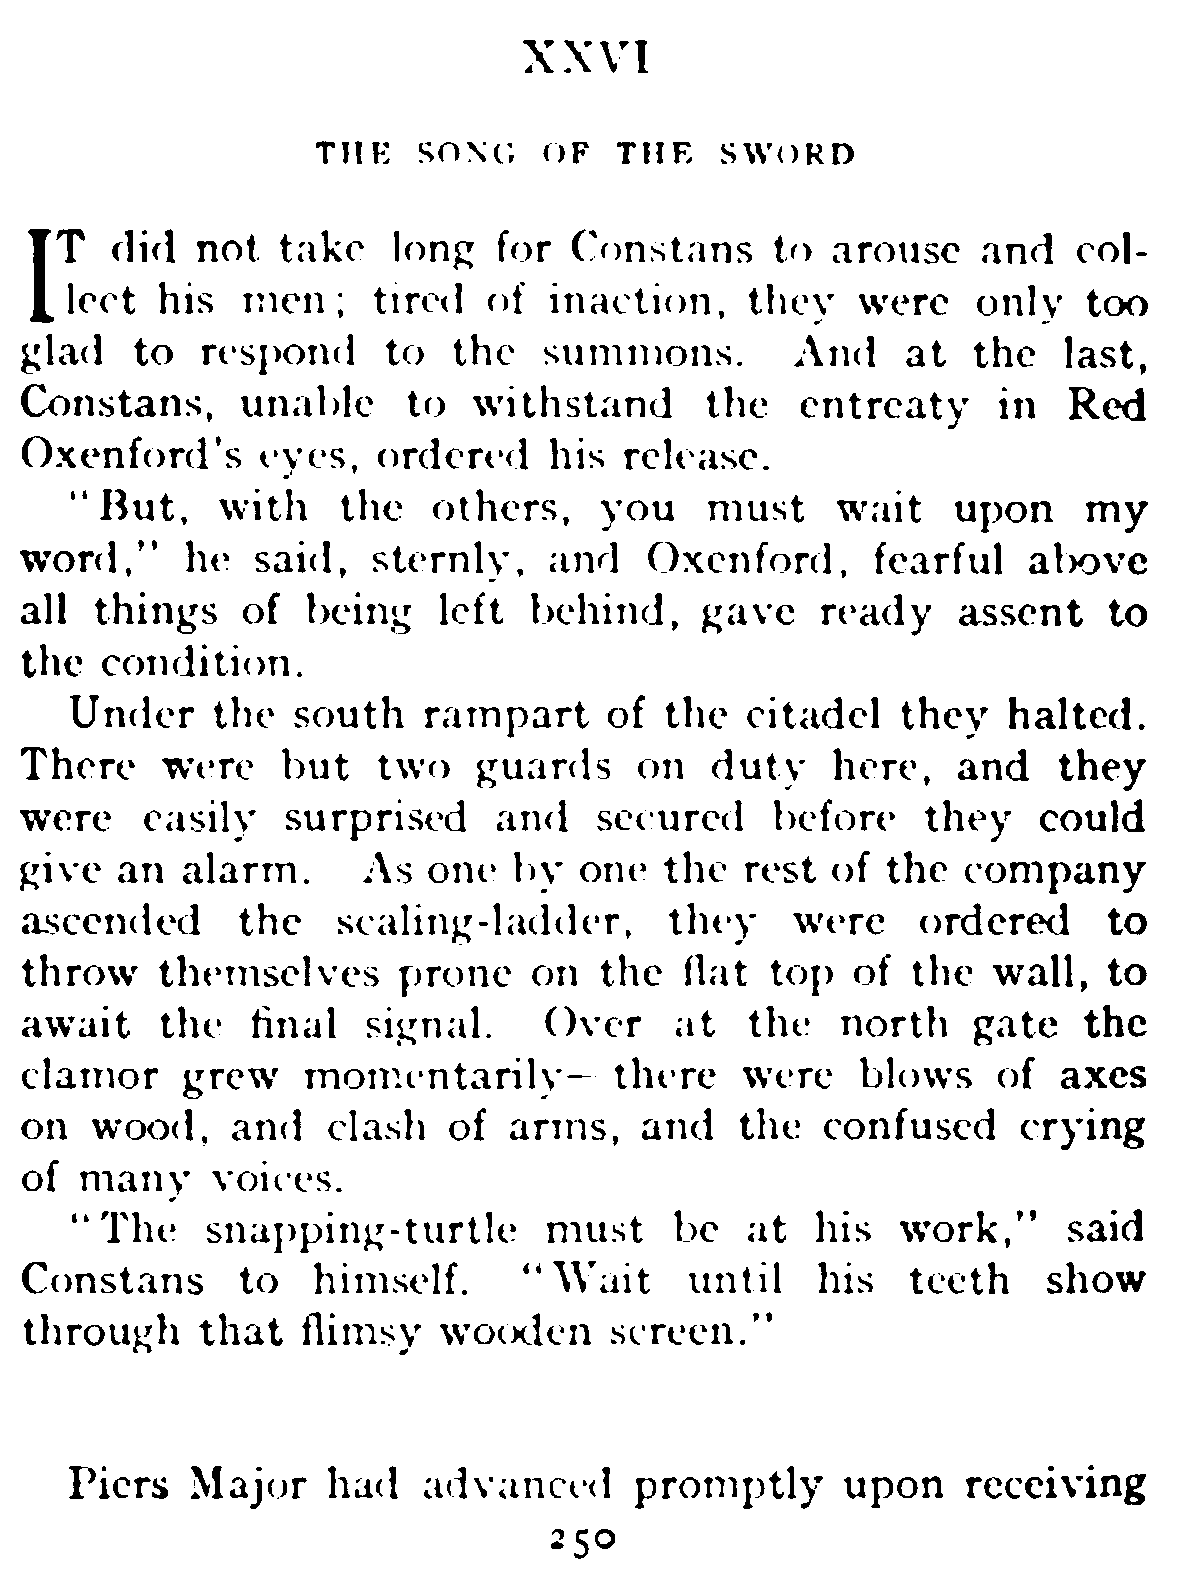 XXVI
THE SONG OF THE SWORD
IT did not take long for Constans to arouse and col-
lect his men; tired of inaction, they were only too
glad to respond to the summons. And at the last,
Constans, unable to withstand the entreaty in Red
Oxenford's eyes, ordered his release.
"But, with the others, you must wait upon my
word," he said, sternly, and Oxenford, fearful above
all things of being left behind, gave ready assent to
the condition.
Under the south rampart of the citadel they halted.
There were but two guards on duty here, and they
were easily surprised and secured before they could
give an alarm. As one by one the rest of the company
ascended the scaling-ladder, they were ordered to
throw themselves prone on the flat top of the wall, to
await the final signal. Over at the north gate the
clamor grew momentarily—there were blows of axes
on wood, and clash of arms, and the confused crying
of many voices.
"The snapping-turtle must be at his work," said
Constans to himself. "Wait until his teeth show
through that flimsy wooden screen."
Piers Major had advanced promptly upon receiving
250